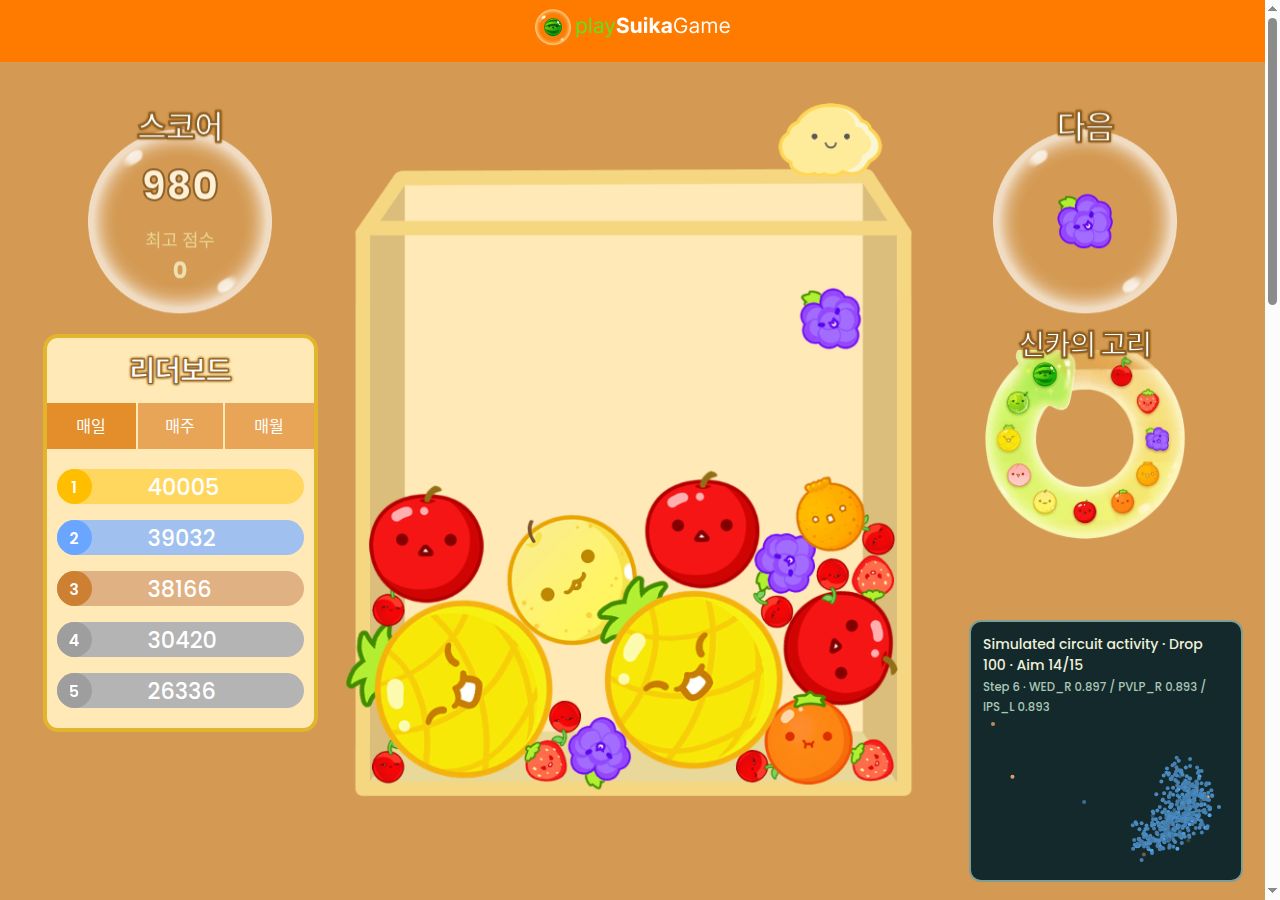 playSuikaGame
스코어
980
최고 점수
0
리더보드
매일 매주 매월
1 40005
2 39032
3 38166
4 30420
5 26336
다음
신카의 고리
Simulated circuit activity · Drop
100 · Aim 14/15
Step 6 · WED_R 0.897 / PVLP_R 0.893 /
IPS_L 0.893